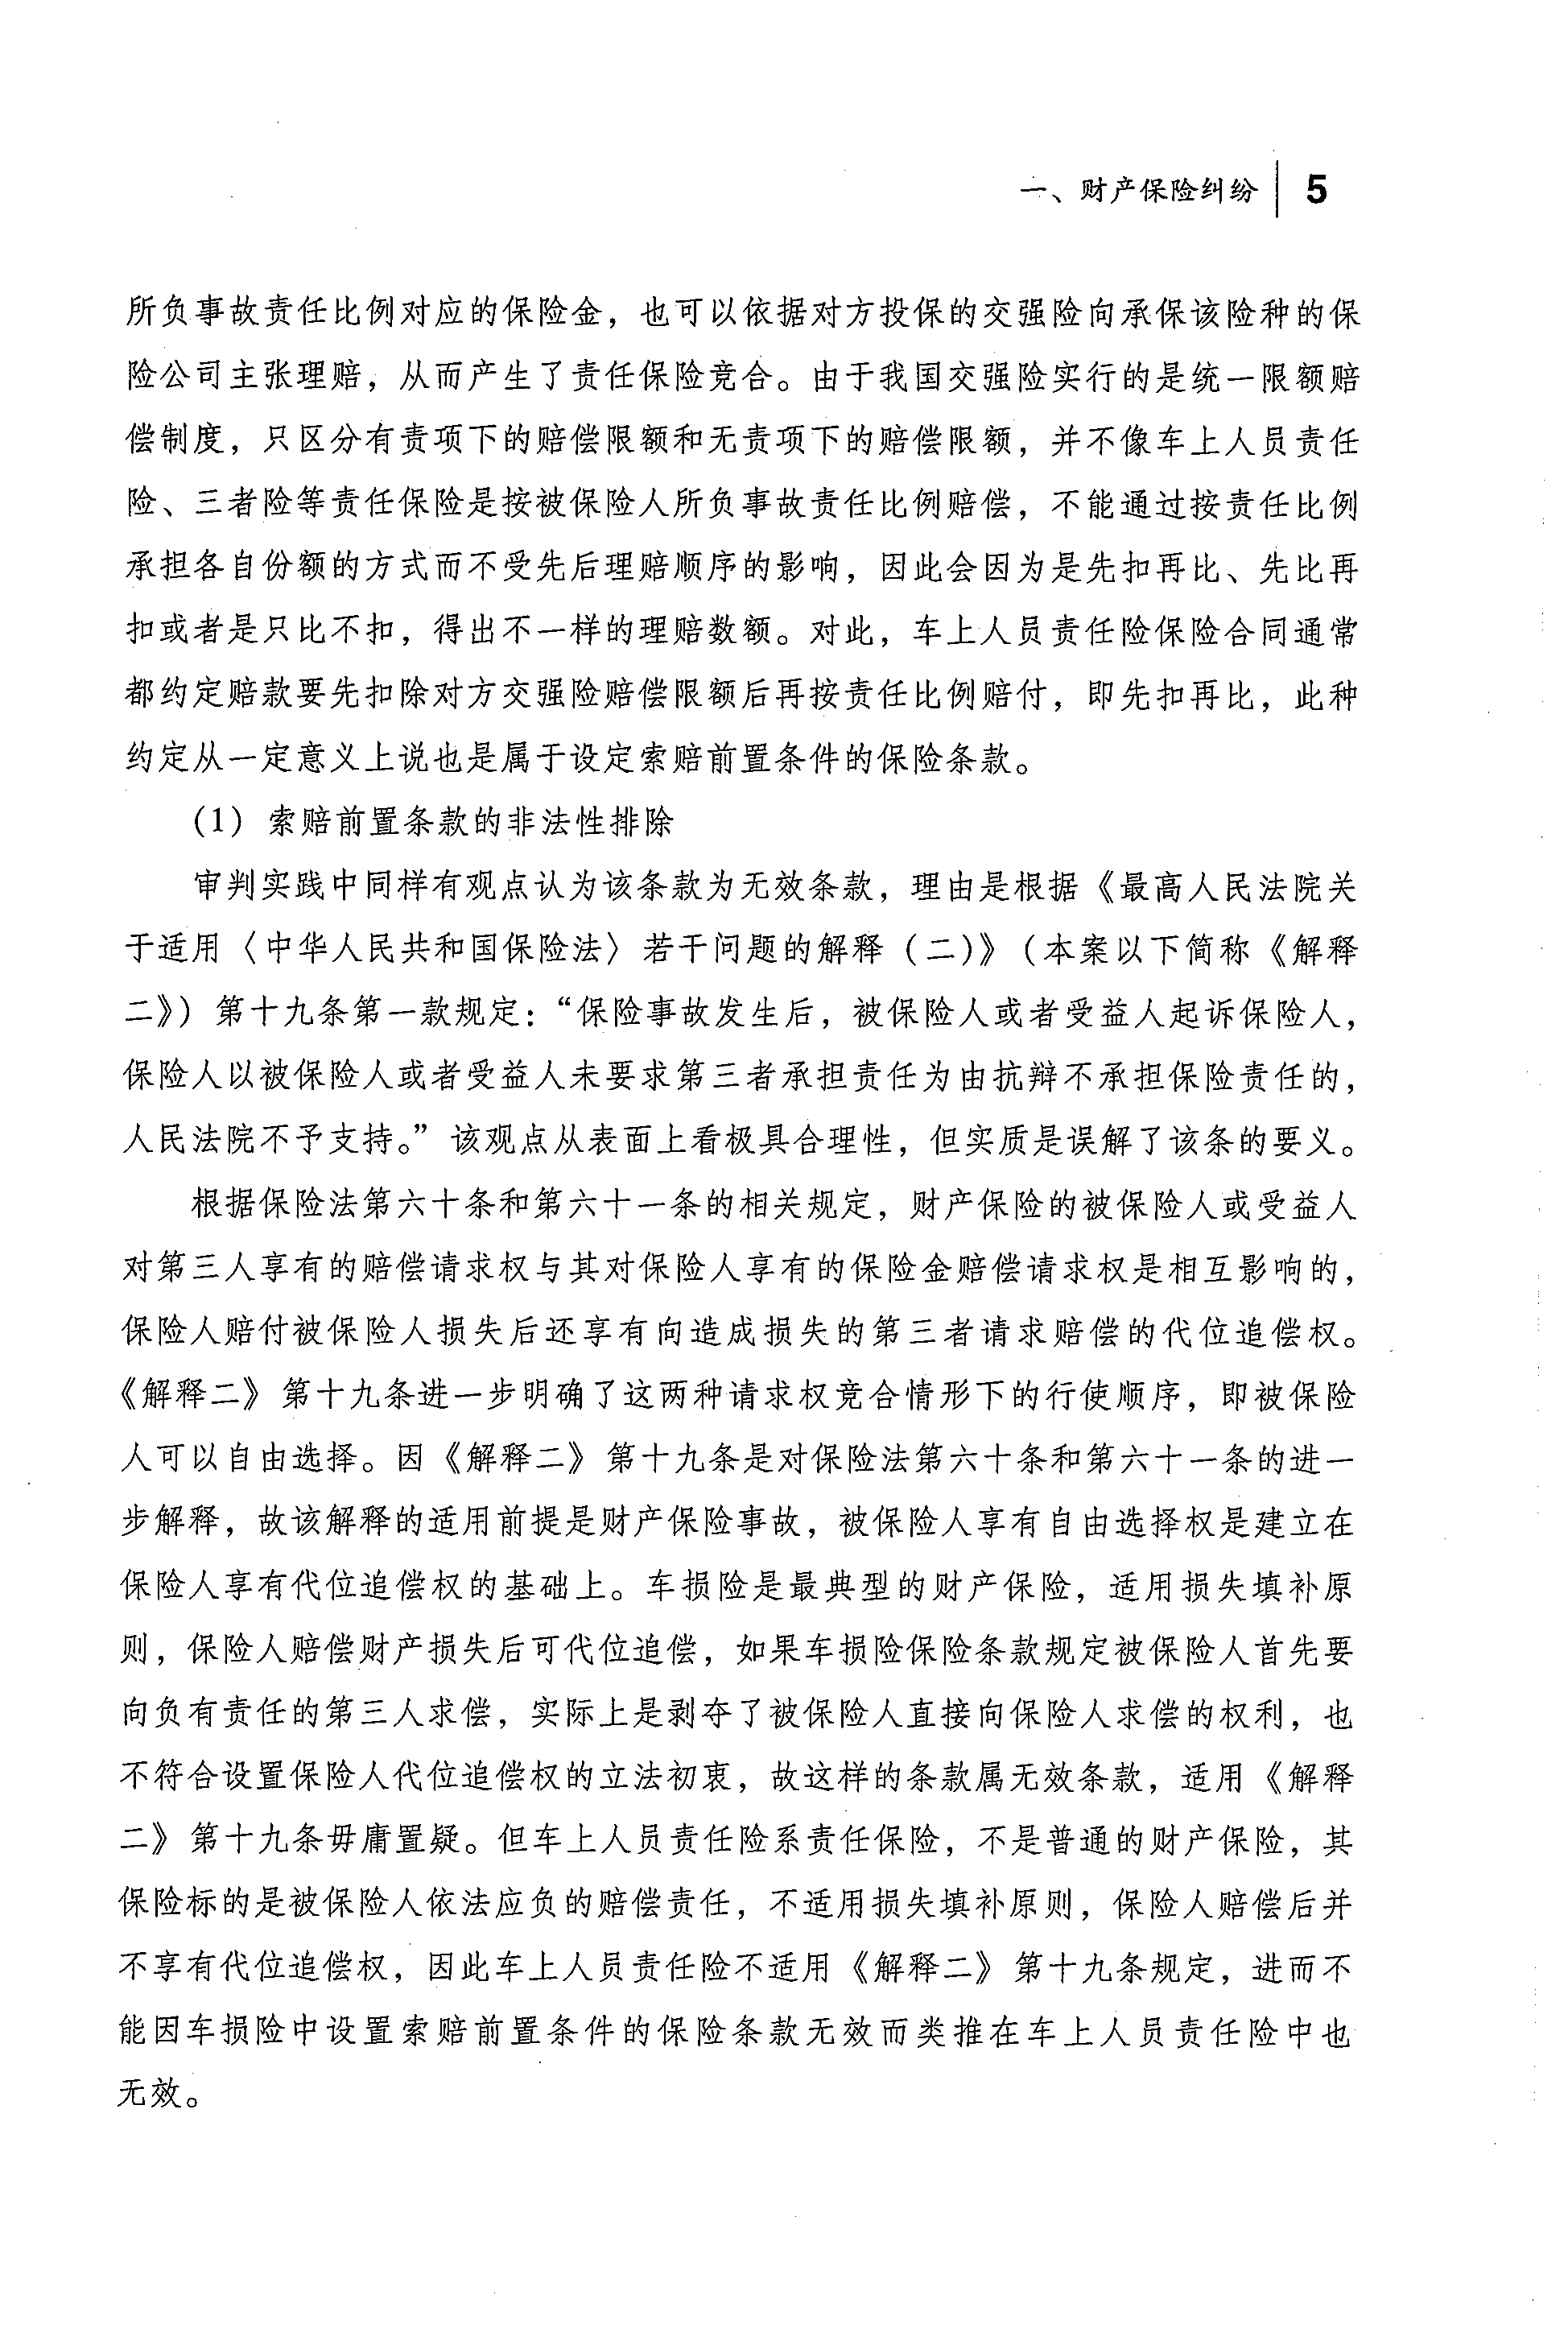 一、财产保险纠纷 5
所负事故责任比例对应的保险金，也可以依据对方投保的交强险向承保该险种的保
险公司主张理赔，从而产生了责任保险竞合。由于我国交强险实行的是统一限额赔
偿制度，只区分有责项下的赔偿限额和无责项下的赔偿限额，并不像车上人员责任
险、三者险等责任保险是按被保险人所负事故责任比例赔偿，不能通过按责任比例
承担各自份额的方式而不受先后理赔顺序的影响，因此会因为是先扣再比、先比再
扣或者是只比不扣，得出不一样的理赔数额。对此，车上人员责任险保险合同通常
都约定赔款要先扣除对方交强险赔偿限额后再按责任比例赔付，即先扣再比，此种
约定从一定意义上说也是属于设定索赔前置条件的保险条款。
（1）索赔前置条款的非法性排除
审判实践中同样有观点认为该条款为无效条款，理由是根据《最高人民法院关
于适用〈中华人民共和国保险法〉若干问题的解释（二）》（本案以下简称《解释
二》）第十九条第一款规定：“保险事故发生后，被保险人或者受益人起诉保险人，
保险人以被保险人或者受益人未要求第三者承担责任为由抗辩不承担保险责任的，
人民法院不予支持。”该观点从表面上看极具合理性，但实质是误解了该条的要义。
根据保险法第六十条和第六十一条的相关规定，财产保险的被保险人或受益人
对第三人享有的赔偿请求权与其对保险人享有的保险金赔偿请求权是相互影响的，
保险人赔付被保险人损失后还享有向造成损失的第三者请求赔偿的代位追偿权。
《解释二》第十九条进一步明确了这两种请求权竞合情形下的行使顺序，即被保险
人可以自由选择。因《解释二》第十九条是对保险法第六十条和第六十一条的进一
步解释，故该解释的适用前提是财产保险事故，被保险人享有自由选择权是建立在
保险人享有代位追偿权的基础上。车损险是最典型的财产保险，适用损失填补原
则，保险人赔偿财产损失后可代位追偿，如果车损险保险条款规定被保险人首先要
向负有责任的第三人求偿，实际上是剥夺了被保险人直接向保险人求偿的权利，也
不符合设置保险人代位追偿权的立法初衷，故这样的条款属无效条款，适用《解释
二》第十九条毋庸置疑。但车上人员责任险系责任保险，不是普通的财产保险，其
保险标的是被保险人依法应负的赔偿责任，不适用损失填补原则，保险人赔偿后并
不享有代位追偿权，因此车上人员责任险不适用《解释二》第十九条规定，进而不
能因车损险中设置索赔前置条件的保险条款无效而类推在车上人员责任险中也
无效。